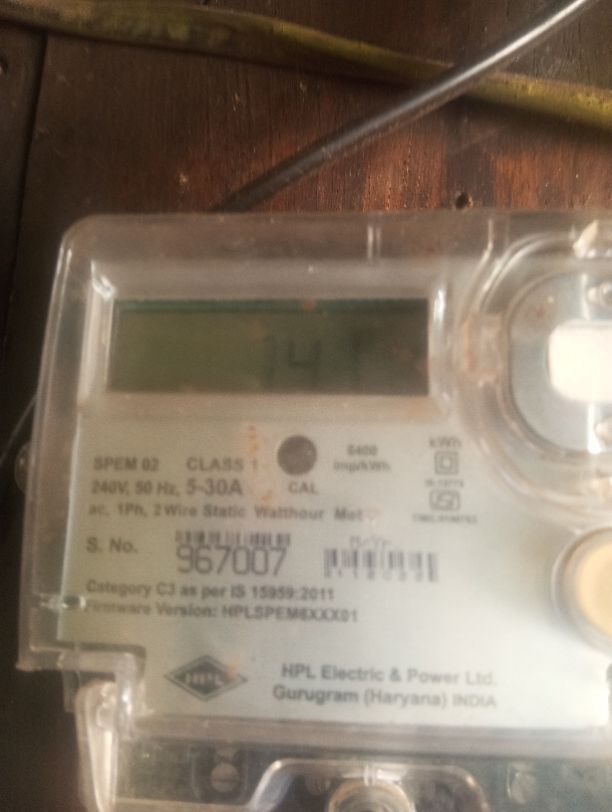 SPEM 02 CLASS 1
6400
imp/kWh
kWh
240V, 50 Hz, 5-30A
CAL
ac, 1Ph, 2 Wire Static Watthour
S. No.
967007
Category C3 as per IS 15959:2011
Firmware Version: HPLSPEM6XXX01
HPL
HPL Electric & Power Ltd.
Gurugram (Haryana) INDIA